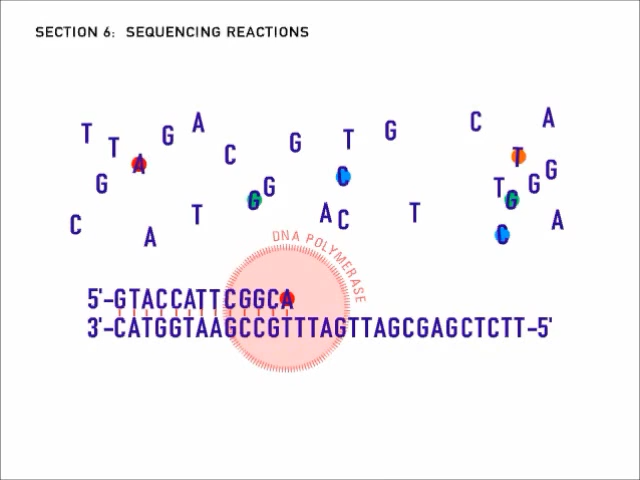 SECTION 6: SEQUENCING REACTIONS
T T A G A C G T G C A
G G G C A C T T G G G
C A T C A
DNA POLYMERASE
5'-GTACCATTCGGCA
3'-CATGGTAAGCCGTTTAGTTAGCGAGCTCTT-5'